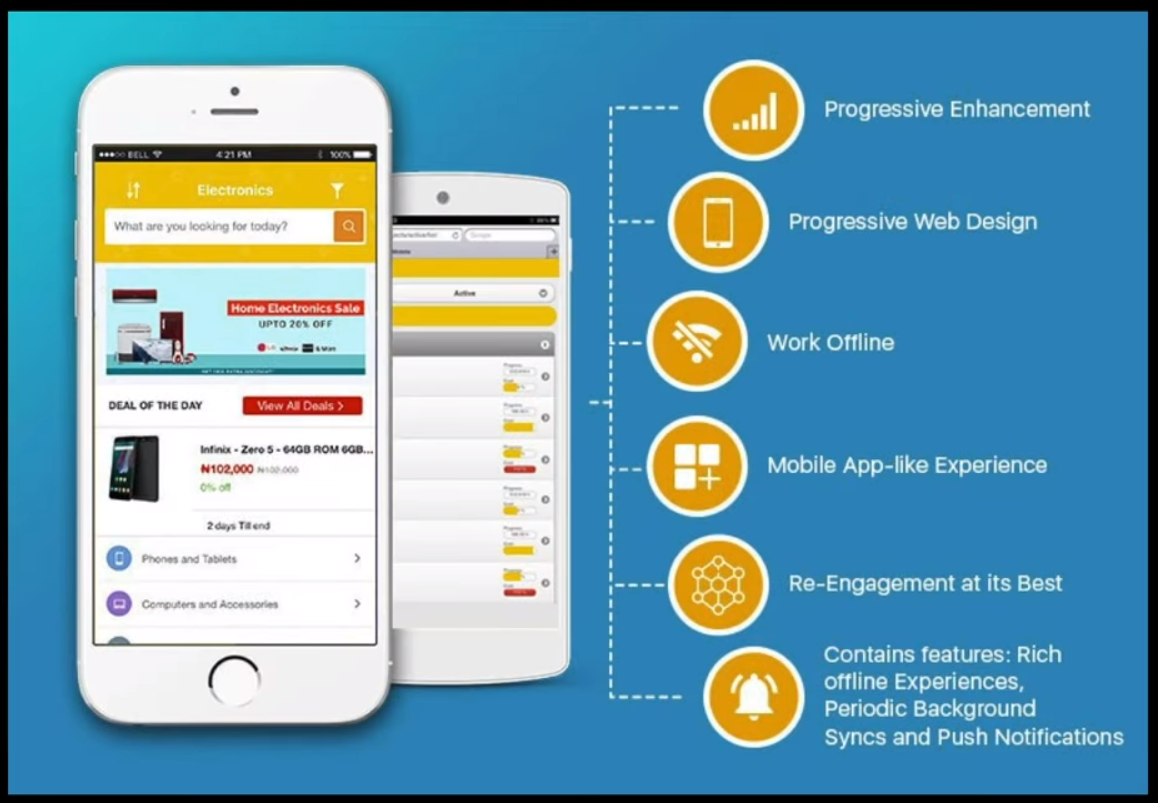 ●●●○○ BELL 4:21 PM 100%
Electronics
What are you looking for today?
Home Electronics Sale
UPTO 20% OFF
& More
DEAL OF THE DAY
View All Deals >
Infinix - Zero 5 - 64GB ROM 6GB...
₦102,000 ₦102,000
0% off
2 days Till end
Phones and Tablets
Computers and Accessories
Google
Active
Progressive Enhancement
Progressive Web Design
Work Offline
Mobile App-like Experience
Re-Engagement at its Best
Contains features: Rich
offline Experiences,
Periodic Background
Syncs and Push Notifications